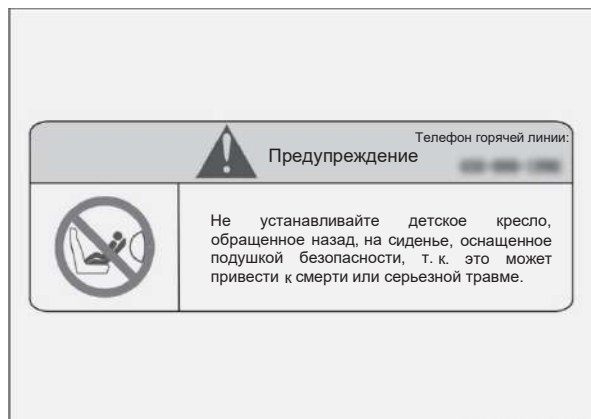 Телефон горячей линии:
Предупреждение
Не устанавливайте детское кресло,
обращенное назад, на сиденье, оснащенное
подушкой безопасности, т. к. это может
привести к смерти или серьезной травме.